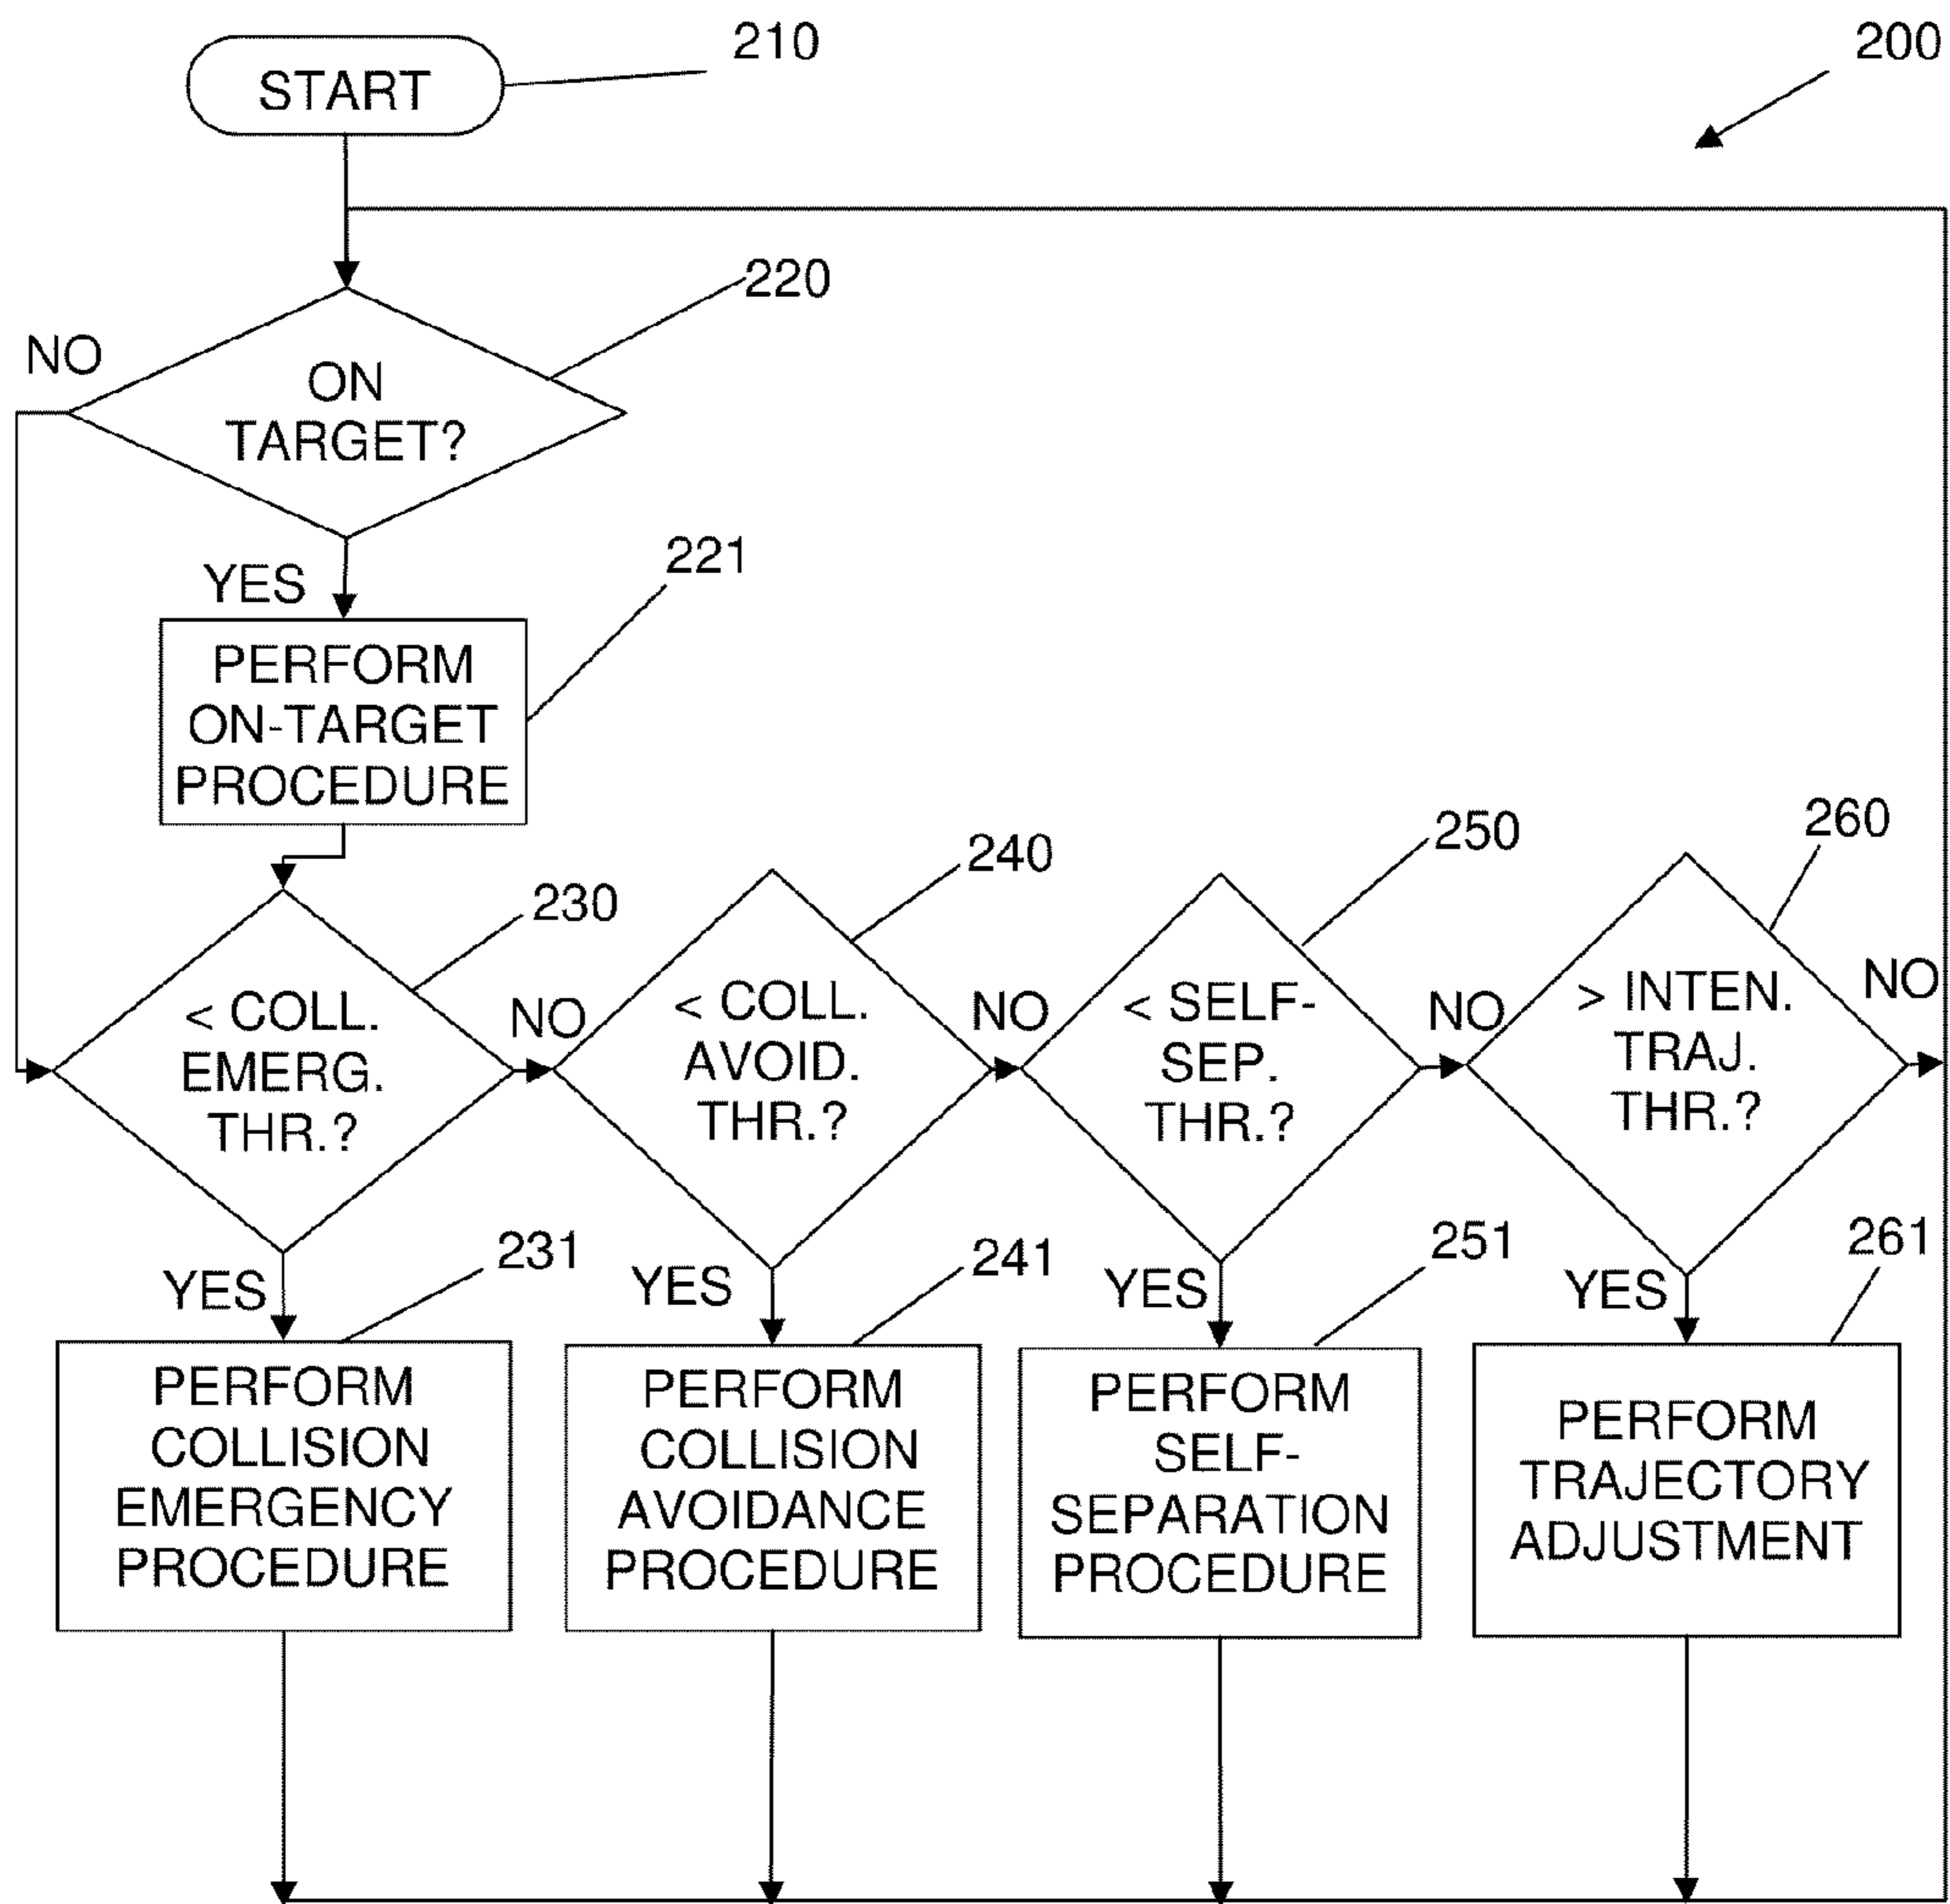 START
210
200
220
NO
ON
TARGET?
YES
221
PERFORM
ON-TARGET
PROCEDURE
230
240
250
260
< COLL.
EMERG.
THR.?
NO
< COLL.
AVOID.
THR.?
NO
< SELF-
SEP.
THR.?
NO
> INTEN.
TRAJ.
THR.?
NO
YES
231
YES
241
YES
251
YES
261
PERFORM
COLLISION
EMERGENCY
PROCEDURE
PERFORM
COLLISION
AVOIDANCE
PROCEDURE
PERFORM
SELF-
SEPARATION
PROCEDURE
PERFORM
TRAJECTORY
ADJUSTMENT